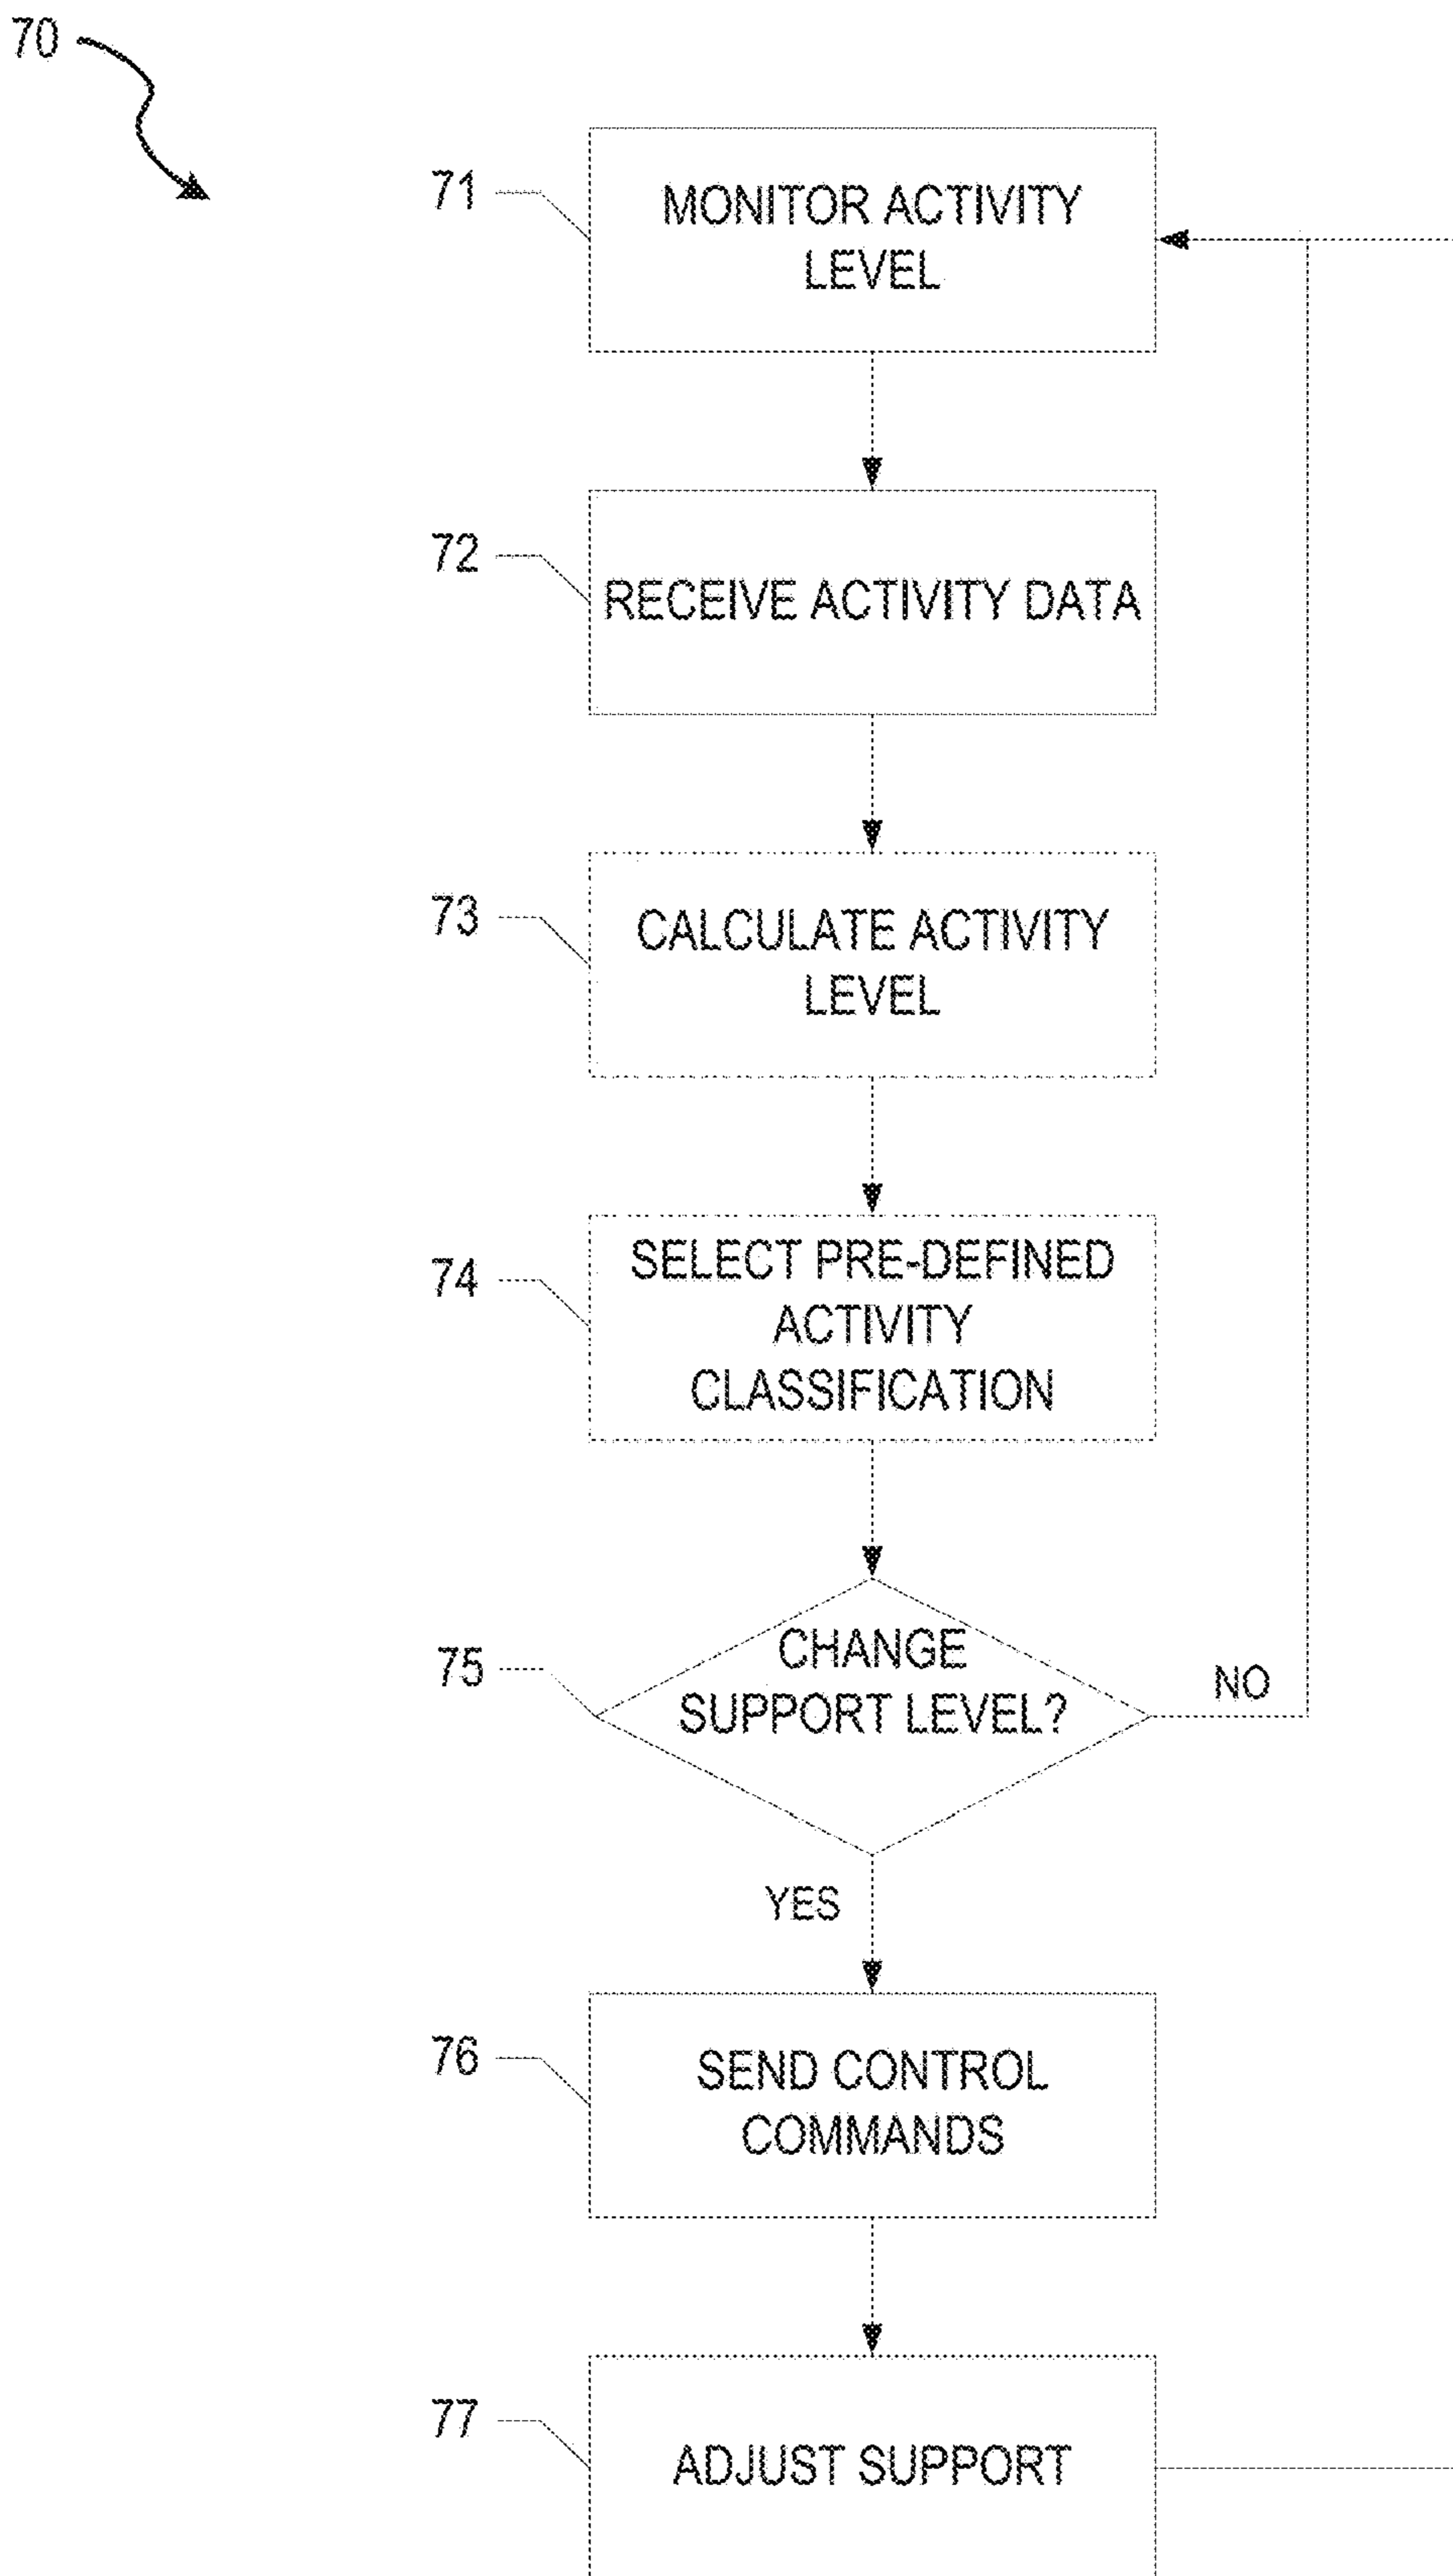 70
71
MONITOR ACTIVITY
LEVEL
72
RECEIVE ACTIVITY DATA
73
CALCULATE ACTIVITY
LEVEL
74
SELECT PRE-DEFINED
ACTIVITY
CLASSIFICATION
75
CHANGE
SUPPORT LEVEL?
NO
YES
76
SEND CONTROL
COMMANDS
77
ADJUST SUPPORT